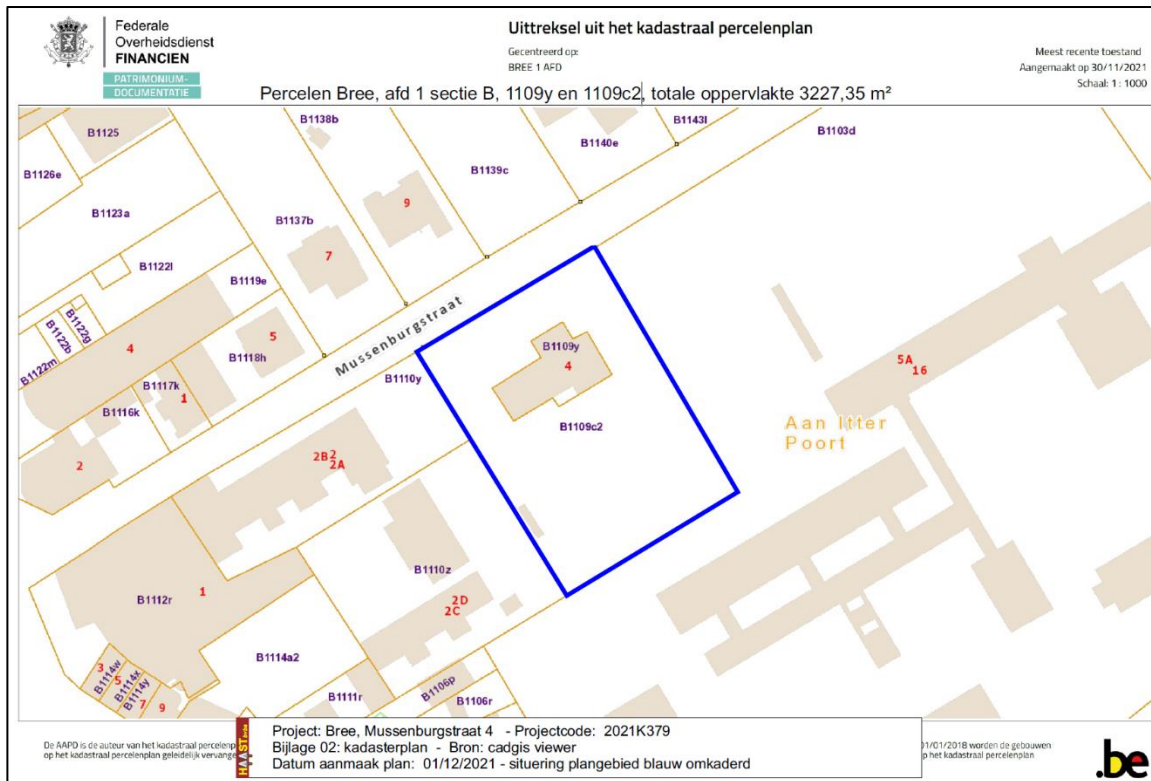 Federale
Overheidsdienst
FINANCIEN
PATRIMONIUM-
DOCUMENTATIE
Uittreksel uit het kadastraal percelenplan
Gecentreerd op:
BREE 1 AFD
Meest recente toestand
Aangemaakt op 30/11/2021
Schaal: 1 : 1000
Percelen Bree, afd 1 sectie B, 1109y en 1109c2, totale oppervlakte 3227,35 m²
B1125
B1138b
B1143l
B1103d
B1140e
B1126e
B1139c
B1123a
9
B1137b
7
B1122l
B1119e
B1122g
B1122b
B1122m
4
5
B1118h
Mussenburgstraat
B1109y
4
5A
16
B1110y
B1117k
1
B1116k
B1109c2
Aan Itter
Poort
2
2B 2
2A
B1110z
1
B1112r
2D
2C
B1114a2
3
B1114w
5
B1114x
B1114y
7
9
B1111r
B1106p
B1106r
De AAPD is de auteur van het kadastraal percelenp
op het kadastraal percelenplan geleidelijk vervange
HAAST
Project: Bree, Mussenburgstraat 4 - Projectcode: 2021K379
Bijlage 02: kadasterplan - Bron: cadgis viewer
Datum aanmaak plan: 01/12/2021 - situering plangebied blauw omkaderd
01/01/2018 worden de gebouwen
p het kadastraal percelenplan
.be